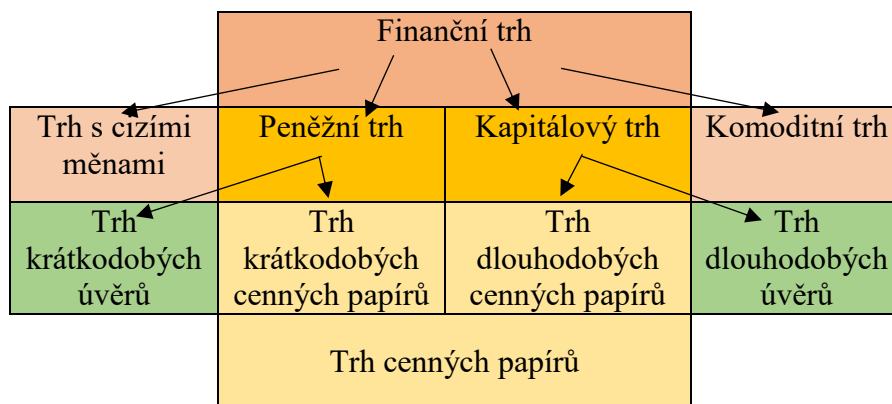 Finanční trh
Trh s cizími
měnami
Peněžní trh
Kapitálový trh
Komoditní trh
Trh
krátkodobých
úvěrů
Trh
krátkodobých
cenných papírů
Trh
dlouhodobých
cenných papírů
Trh
dlouhodobých
úvěrů
Trh cenných papírů